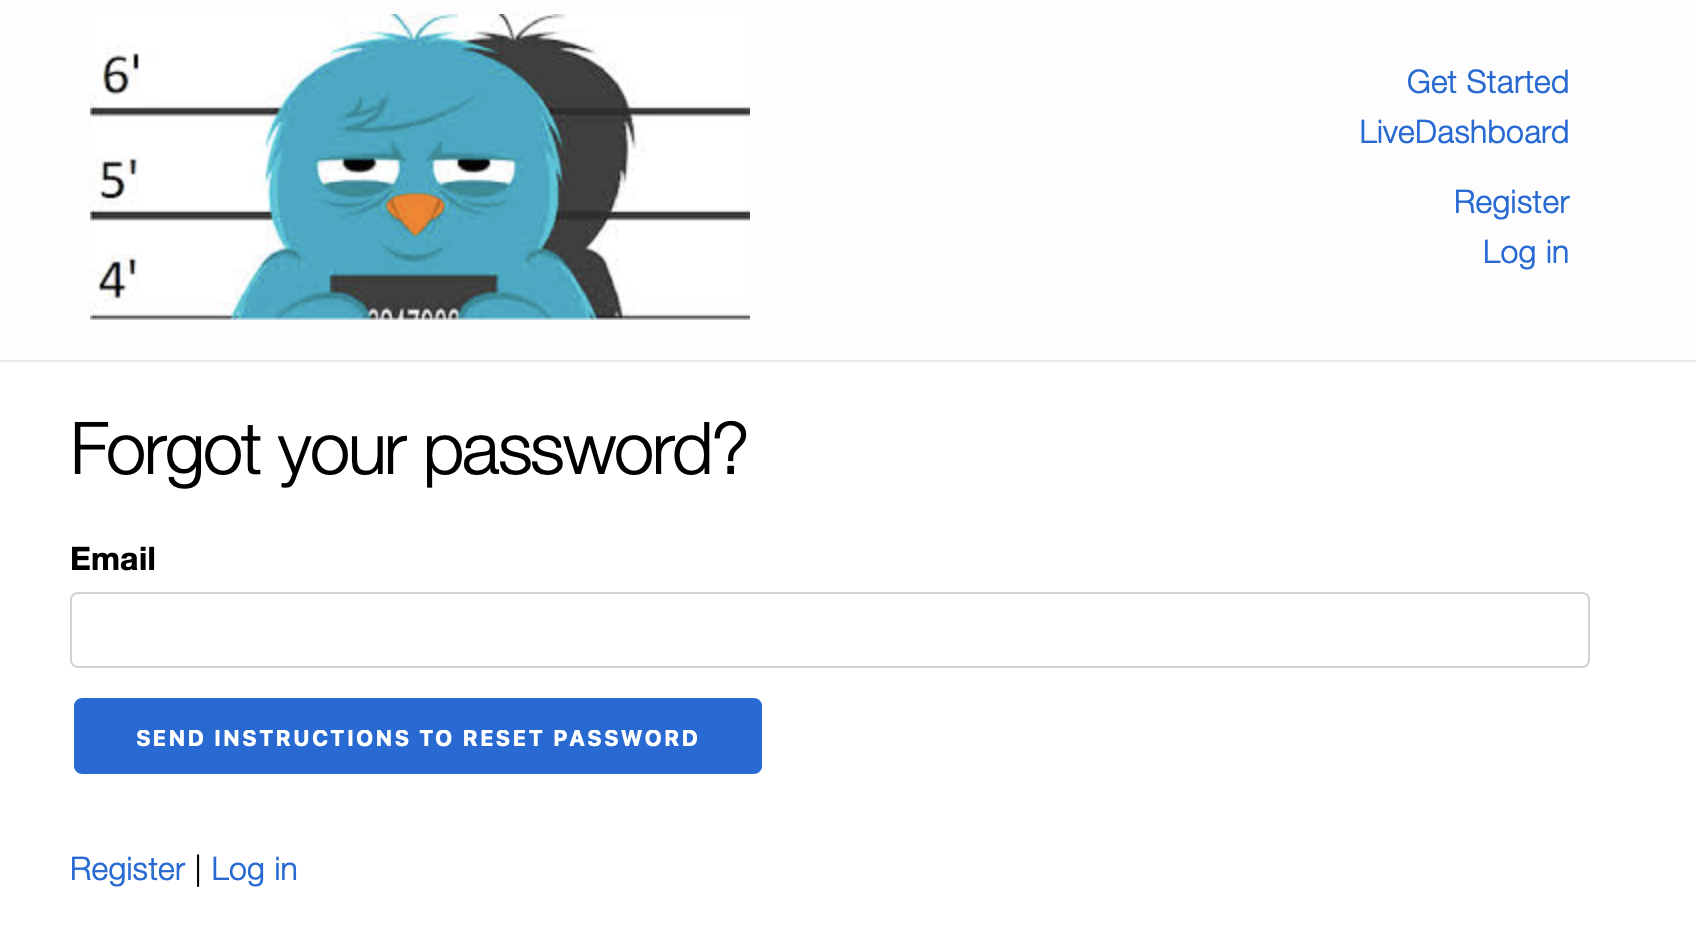 6'
5'
4'
Get Started
LiveDashboard
Register
Log in
Forgot your password?
Email
SEND INSTRUCTIONS TO RESET PASSWORD
Register | Log in